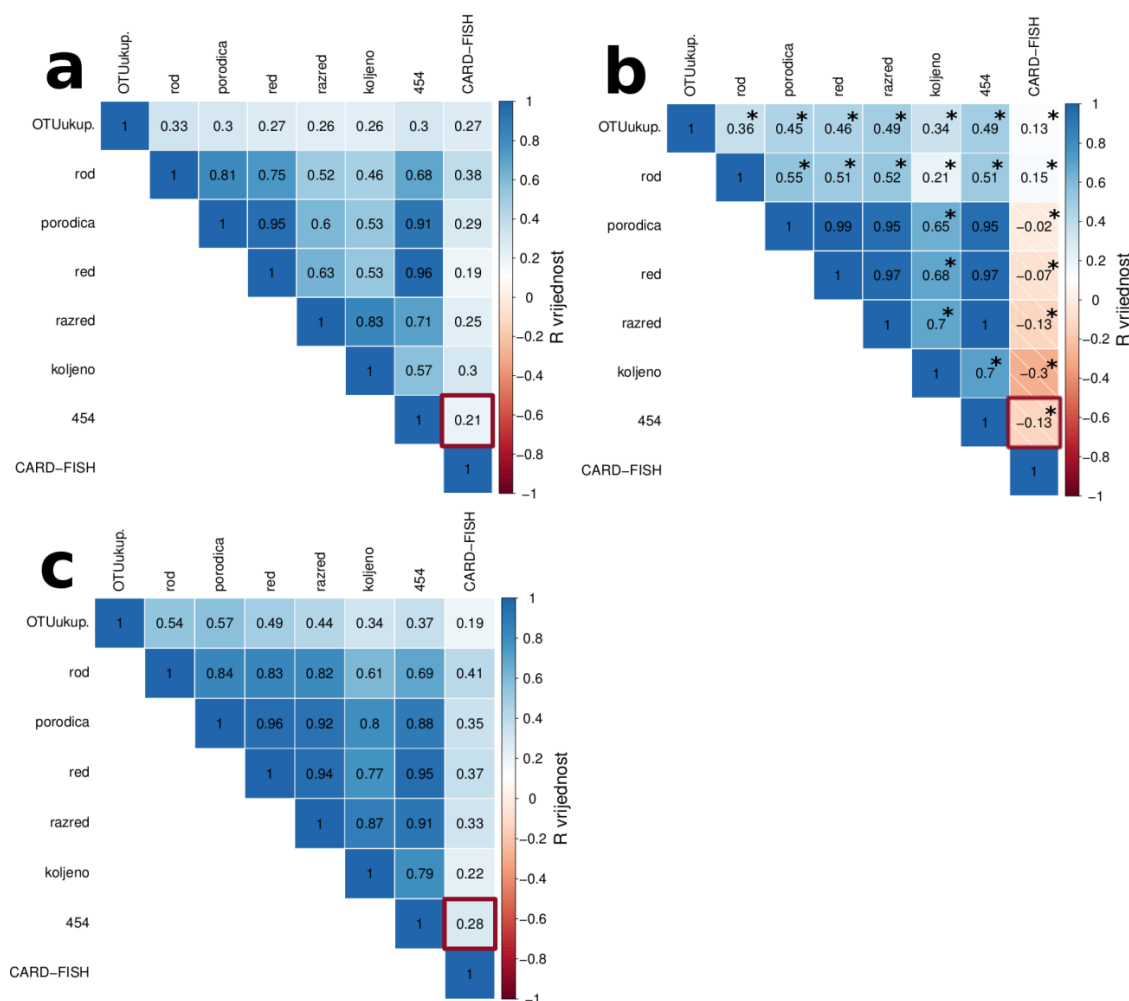 a
OTUukup. rod porodica red razred koljeno 454 CARD−FISH
OTUukup. 1 0.33 0.3 0.27 0.26 0.26 0.3 0.27
rod 1 0.81 0.75 0.52 0.46 0.68 0.38
porodica 1 0.95 0.6 0.53 0.91 0.29
red 1 0.63 0.53 0.96 0.19
razred 1 0.83 0.71 0.25
koljeno 1 0.57 0.3
454 1 0.21
CARD−FISH 1
1
0.8
0.6
0.4
0.2
0
−0.2
−0.4
−0.6
−0.8
−1
R vrijednost
b
OTUukup. rod porodica red razred koljeno 454 CARD−FISH
OTUukup. 1 0.36* 0.45* 0.46* 0.49* 0.34* 0.49* 0.13*
rod 1 0.55* 0.51* 0.52* 0.21* 0.51* 0.15*
porodica 1 0.99 0.95 0.65* 0.95 −0.02*
red 1 0.97 0.68* 0.97 −0.07*
razred 1 0.7* 1 −0.13*
koljeno 1 0.7* −0.3*
454 1 −0.13*
CARD−FISH 1
1
0.8
0.6
0.4
0.2
0
−0.2
−0.4
−0.6
−0.8
−1
R vrijednost
c
OTUukup. rod porodica red razred koljeno 454 CARD−FISH
OTUukup. 1 0.54 0.57 0.49 0.44 0.34 0.37 0.19
rod 1 0.84 0.83 0.82 0.61 0.69 0.41
porodica 1 0.96 0.92 0.8 0.88 0.35
red 1 0.94 0.77 0.95 0.37
razred 1 0.87 0.91 0.33
koljeno 1 0.79 0.22
454 1 0.28
CARD−FISH 1
1
0.8
0.6
0.4
0.2
0
−0.2
−0.4
−0.6
−0.8
−1
R vrijednost